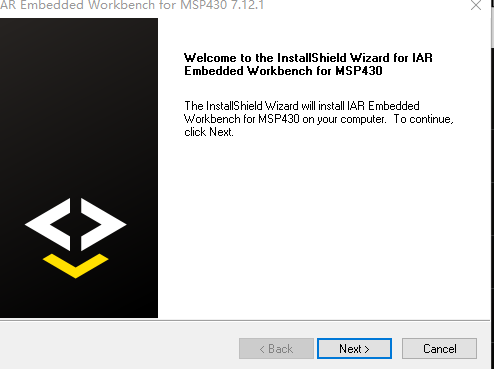 AR Embedded Workbench for MSP430 7.12.1
Welcome to the InstallShield Wizard for IAR
Embedded Workbench for MSP430
The InstallShield Wizard will install IAR Embedded
Workbench for MSP430 on your computer. To continue,
click Next.
< Back
Next >
Cancel